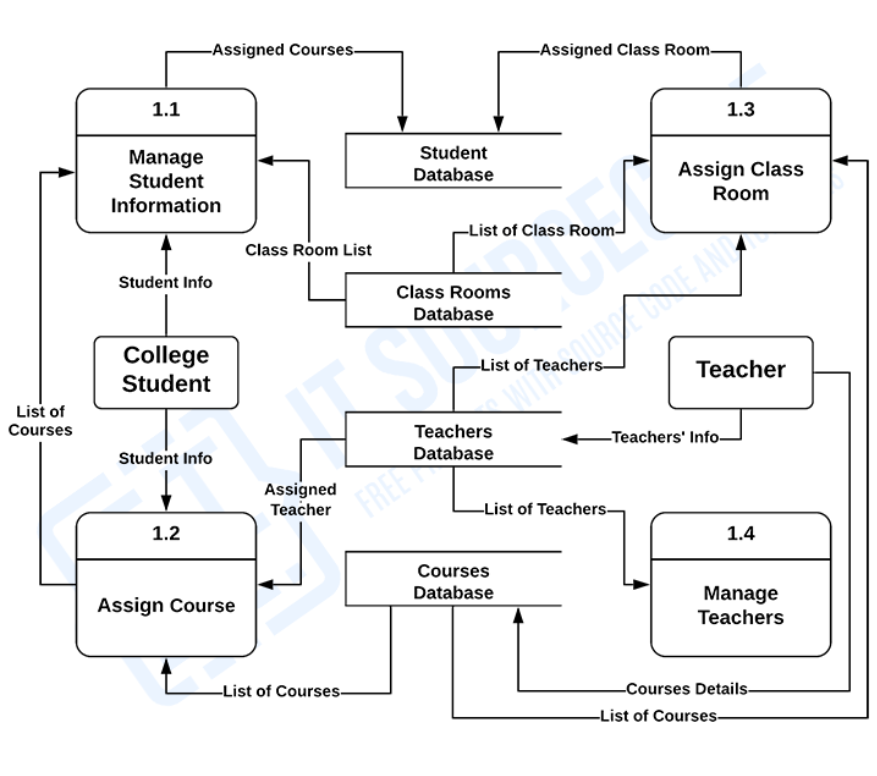 Assigned Courses
Assigned Class Room
1.1
Manage
Student
Information
1.3
Assign Class
Room
Student
Database
List of Class Room
Class Room List
Student Info
Class Rooms
Database
College
Student
List of Teachers
Teacher
List of
Courses
Teachers
Database
Teachers' Info
Student Info
Assigned
Teacher
List of Teachers
1.2
Assign Course
1.4
Manage
Teachers
Courses
Database
List of Courses
Courses Details
List of Courses